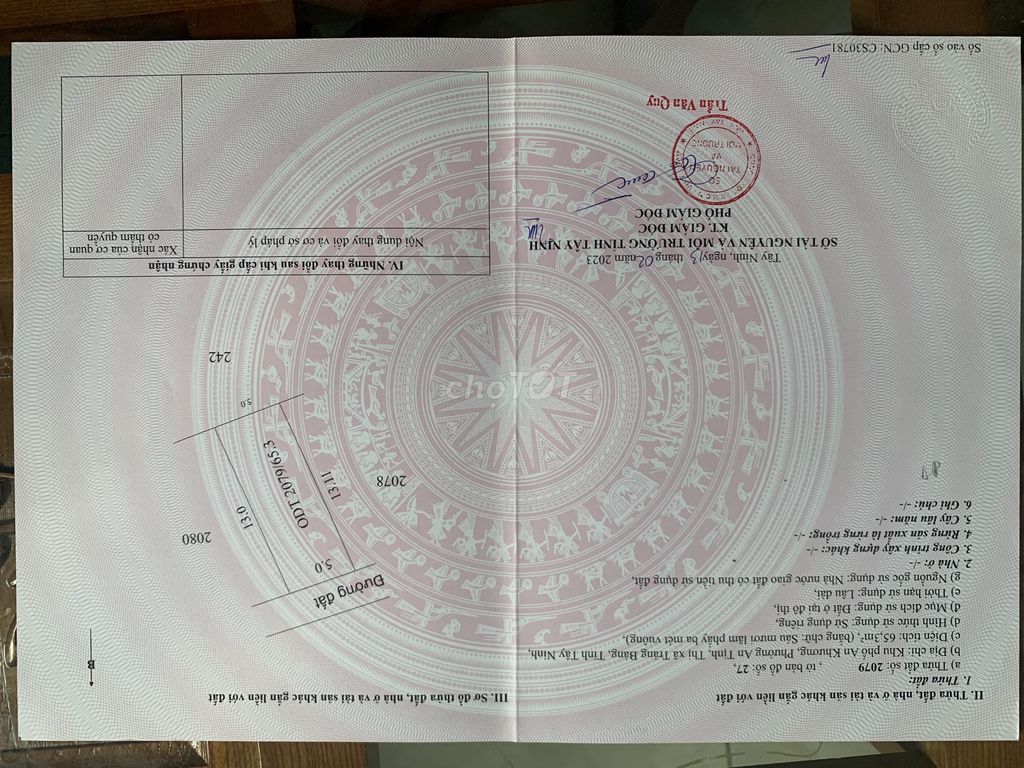 II. Thửa đất, nhà ở và tài sản khác gắn liền với đất
1. Thửa đất:
a) Thửa đất số: 2079 , tờ bản đồ số: 27,
b) Địa chỉ: Khu phố An Khương, Phường An Tịnh, Thị xã Trảng Bàng, Tỉnh Tây Ninh,
c) Diện tích: 65.3m², (bằng chữ: Sáu mươi lăm phẩy ba mét vuông),
d) Hình thức sử dụng: Sử dụng riêng,
đ) Mục đích sử dụng: Đất ở tại đô thị,
e) Thời hạn sử dụng: Lâu dài,
g) Nguồn gốc sử dụng: Nhà nước giao đất có thu tiền sử dụng đất,
2. Nhà ở: -/-
3. Công trình xây dựng khác: -/-
4. Rừng sản xuất là rừng trồng: -/-
5. Cây lâu năm: -/-
6. Ghi chú: -/-
Tây Ninh, ngày 13 tháng 02 năm 2023
SỞ TÀI NGUYÊN VÀ MÔI TRƯỜNG TỈNH TÂY NINH
KT. GIÁM ĐỐC
PHÓ GIÁM ĐỐC
SỞ
TÀI NGUYÊN
VÀ
MÔI TRƯỜNG
Trần Văn Quy
Số vào sổ cấp GCN: CS30781
III. Sơ đồ thửa đất, nhà ở và tài sản khác gắn liền với đất
B
Đường đất
5.0
2080
13.0
ODT 2079/65.3
13.11
2078
5.0
242
IV. Những thay đổi sau khi cấp giấy chứng nhận
Nội dung thay đổi và cơ sở pháp lý
Xác nhận của cơ quan
có thẩm quyền
chợTỐT